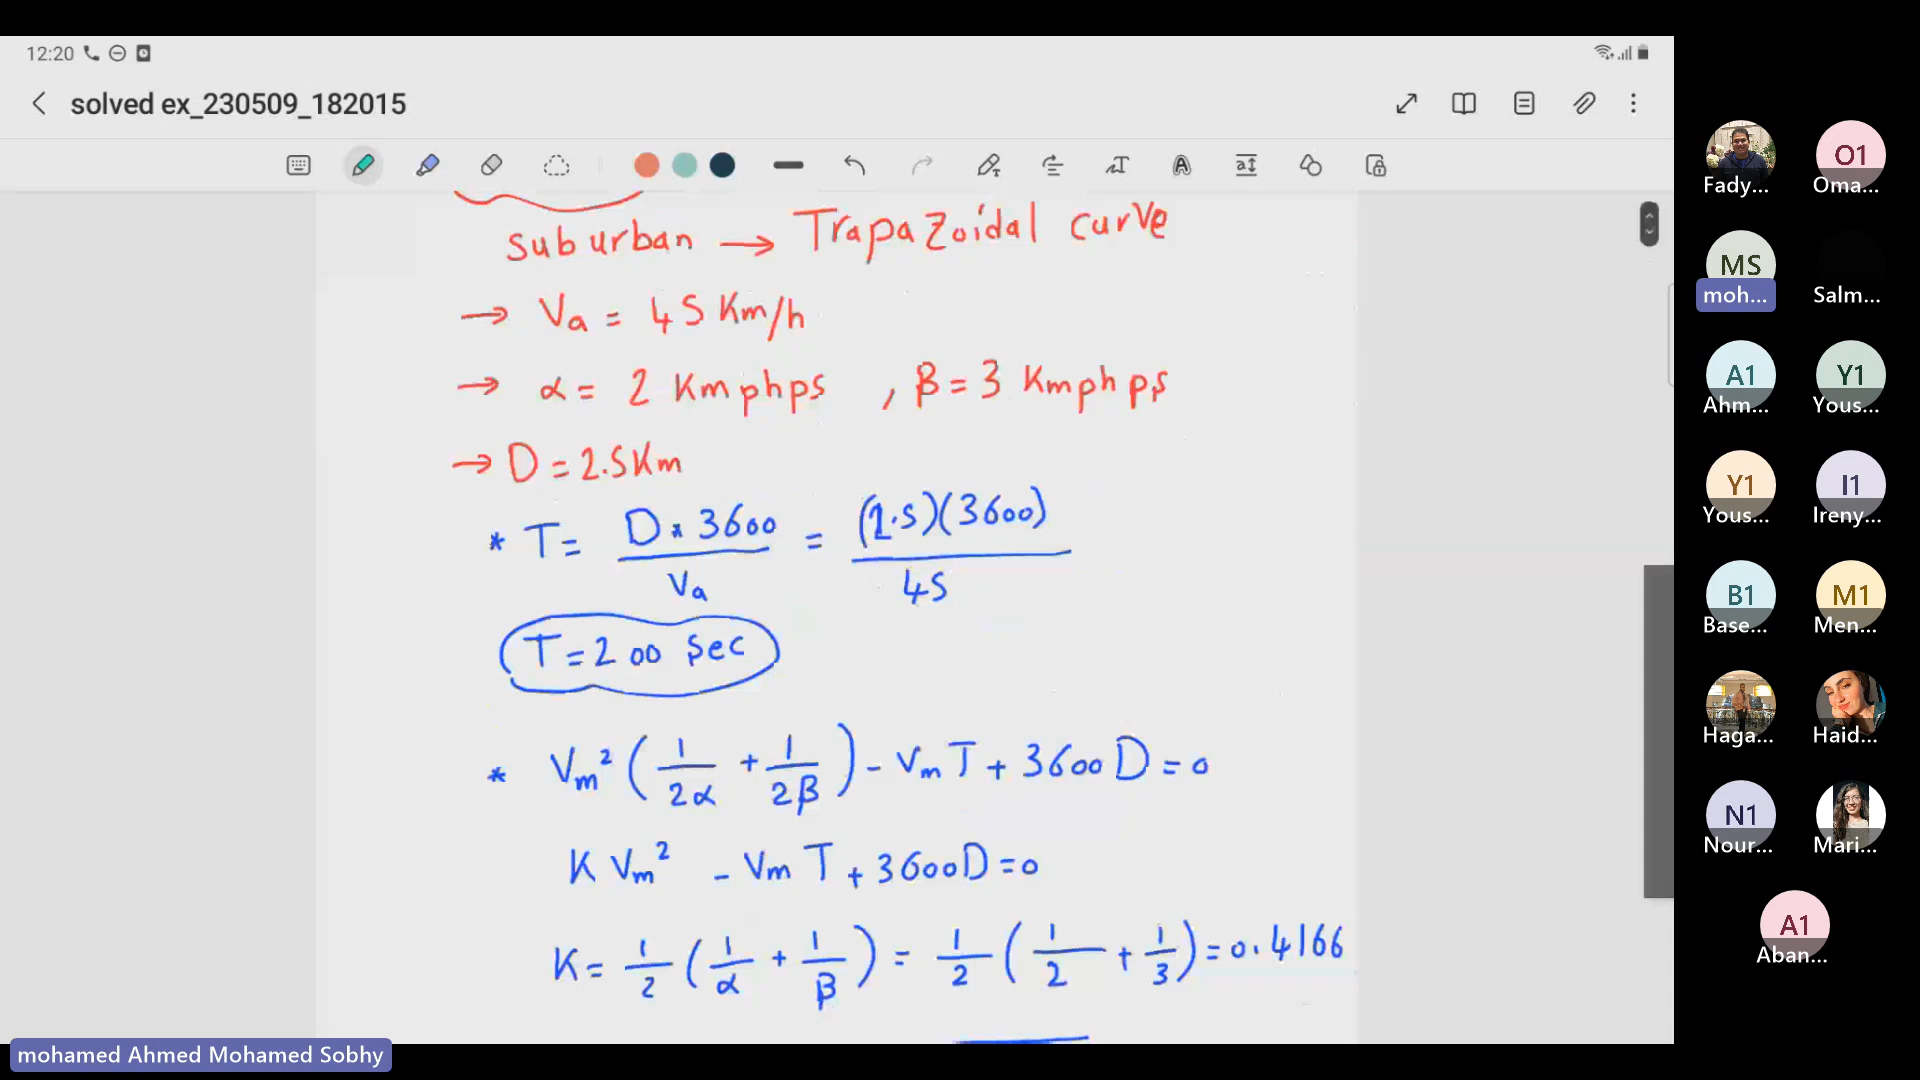 12:20
solved ex_230509_182015
suburban → Trapazoidal curve
→ Va = 45 Km/h
→ α = 2 Kmphps , β = 3 Kmphps
→ D = 2.5Km
* T = D * 3600 / Va = (2.5)(3600) / 45
T = 200 Sec
* Vm² ( 1/2α + 1/2β ) - Vm T + 3600 D = 0
K Vm² - Vm T + 3600D = 0
K = 1/2 ( 1/α + 1/β ) = 1/2 ( 1/2 + 1/3 ) = 0.4166
mohamed Ahmed Mohamed Sobhy
Fady...
O1
Oma...
MS
moh...
Salm...
A1
Ahm...
Y1
Yous...
Y1
Yous...
I1
Ireny...
B1
Base...
M1
Men...
Haga...
Haid...
N1
Nour...
Mari...
A1
Aban...